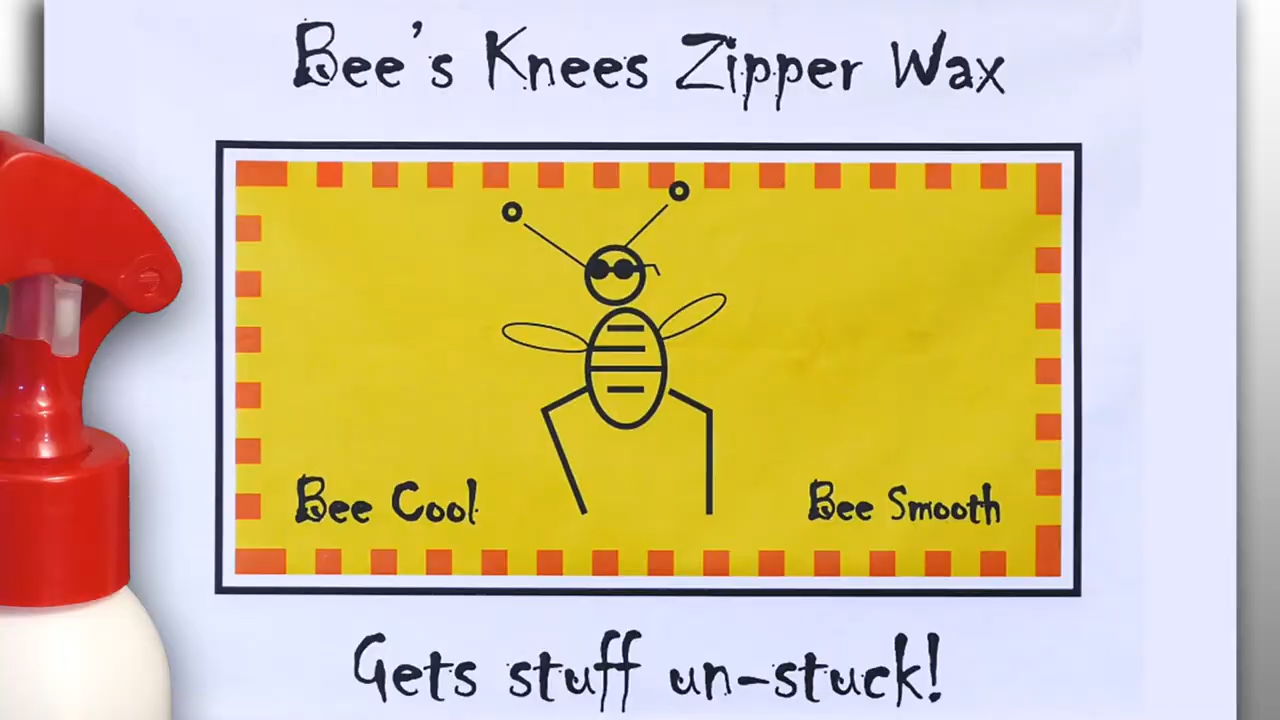 Bee's Knees Zipper Wax
Bee Cool
Bee Smooth
Gets stuff un-stuck!